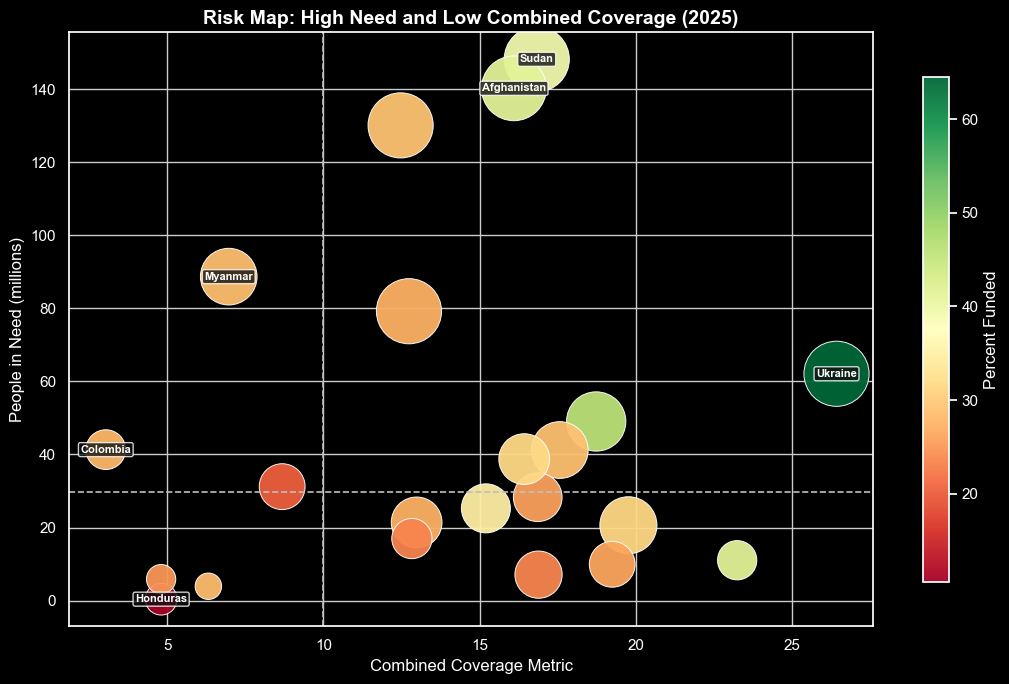 Risk Map: High Need and Low Combined Coverage (2025)
Sudan
Afghanistan
Myanmar
Ukraine
Colombia
Honduras
People in Need (millions)
140
120
100
80
60
40
20
0
5
10
15
20
25
Combined Coverage Metric
60
50
40
30
20
Percent Funded